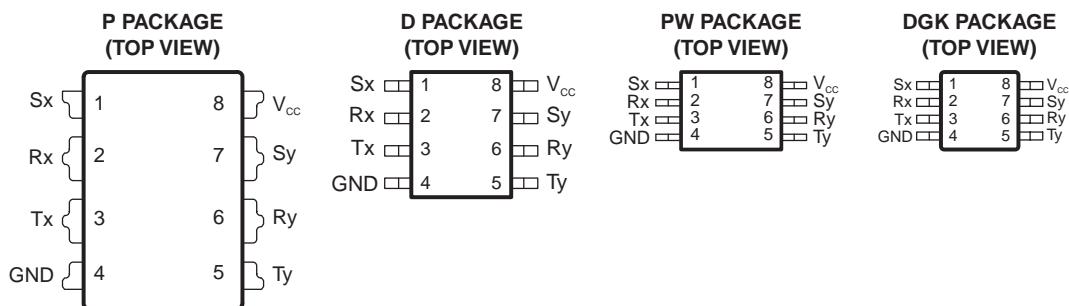 P PACKAGE
(TOP VIEW)
Sx 1 8 Vcc
Rx 2 7 Sy
Tx 3 6 Ry
GND 4 5 Ty
D PACKAGE
(TOP VIEW)
Sx 1 8 Vcc
Rx 2 7 Sy
Tx 3 6 Ry
GND 4 5 Ty
PW PACKAGE
(TOP VIEW)
Sx 1 8 Vcc
Rx 2 7 Sy
Tx 3 6 Ry
GND 4 5 Ty
DGK PACKAGE
(TOP VIEW)
Sx 1 8 Vcc
Rx 2 7 Sy
Tx 3 6 Ry
GND 4 5 Ty